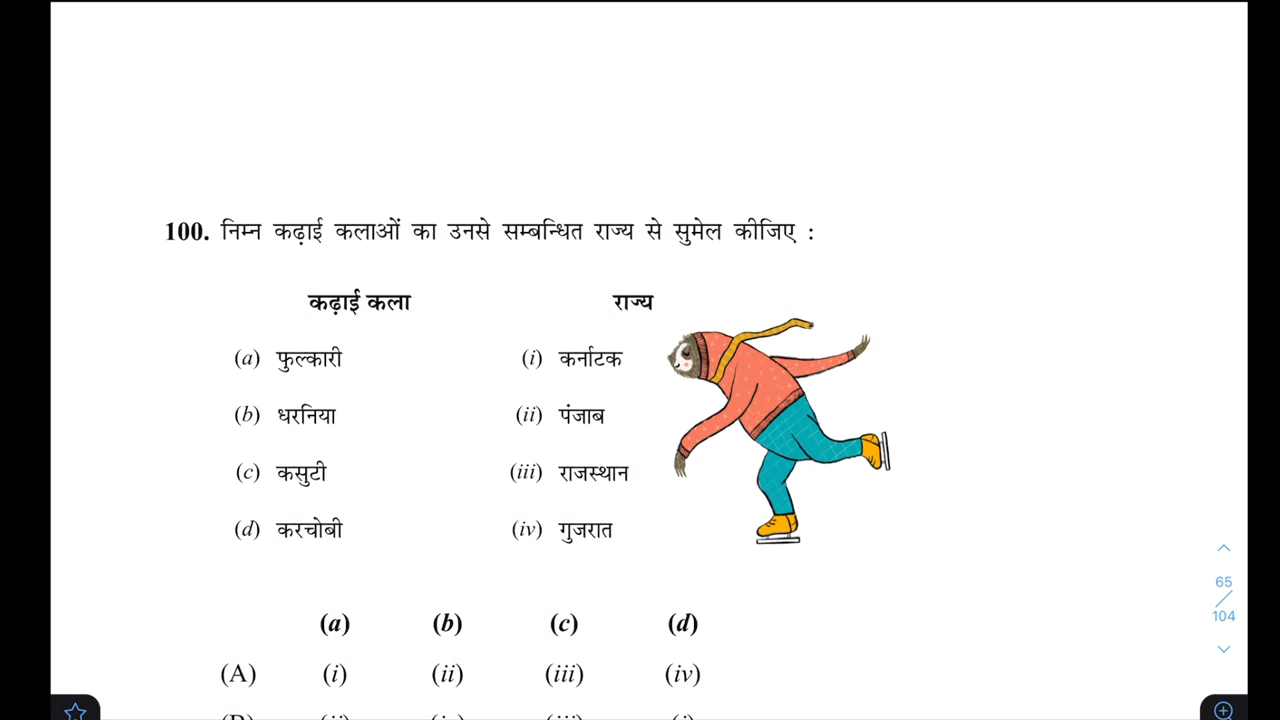 100. निम्न कढ़ाई कलाओं का उनसे सम्बन्धित राज्य से सुमेल कीजिए :
कढ़ाई कला राज्य
(a) फुल्कारी (i) कर्नाटक
(b) धरनिया (ii) पंजाब
(c) कसुटी (iii) राजस्थान
(d) करचोबी (iv) गुजरात
(a) (b) (c) (d)
(A) (i) (ii) (iii) (iv)
65
104